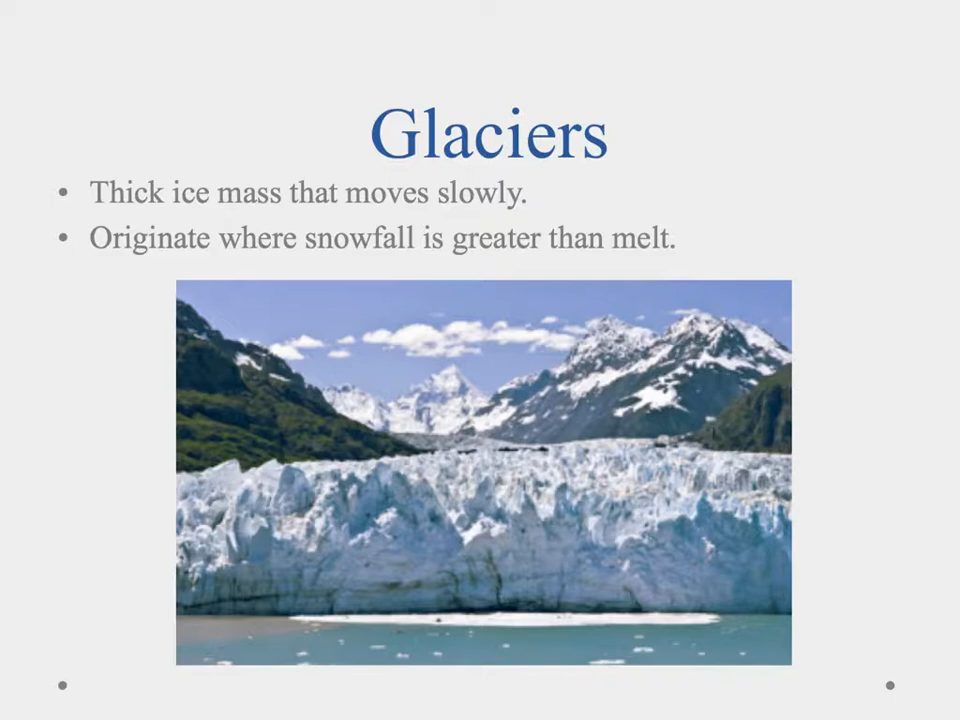 Glaciers
• Thick ice mass that moves slowly.
• Originate where snowfall is greater than melt.